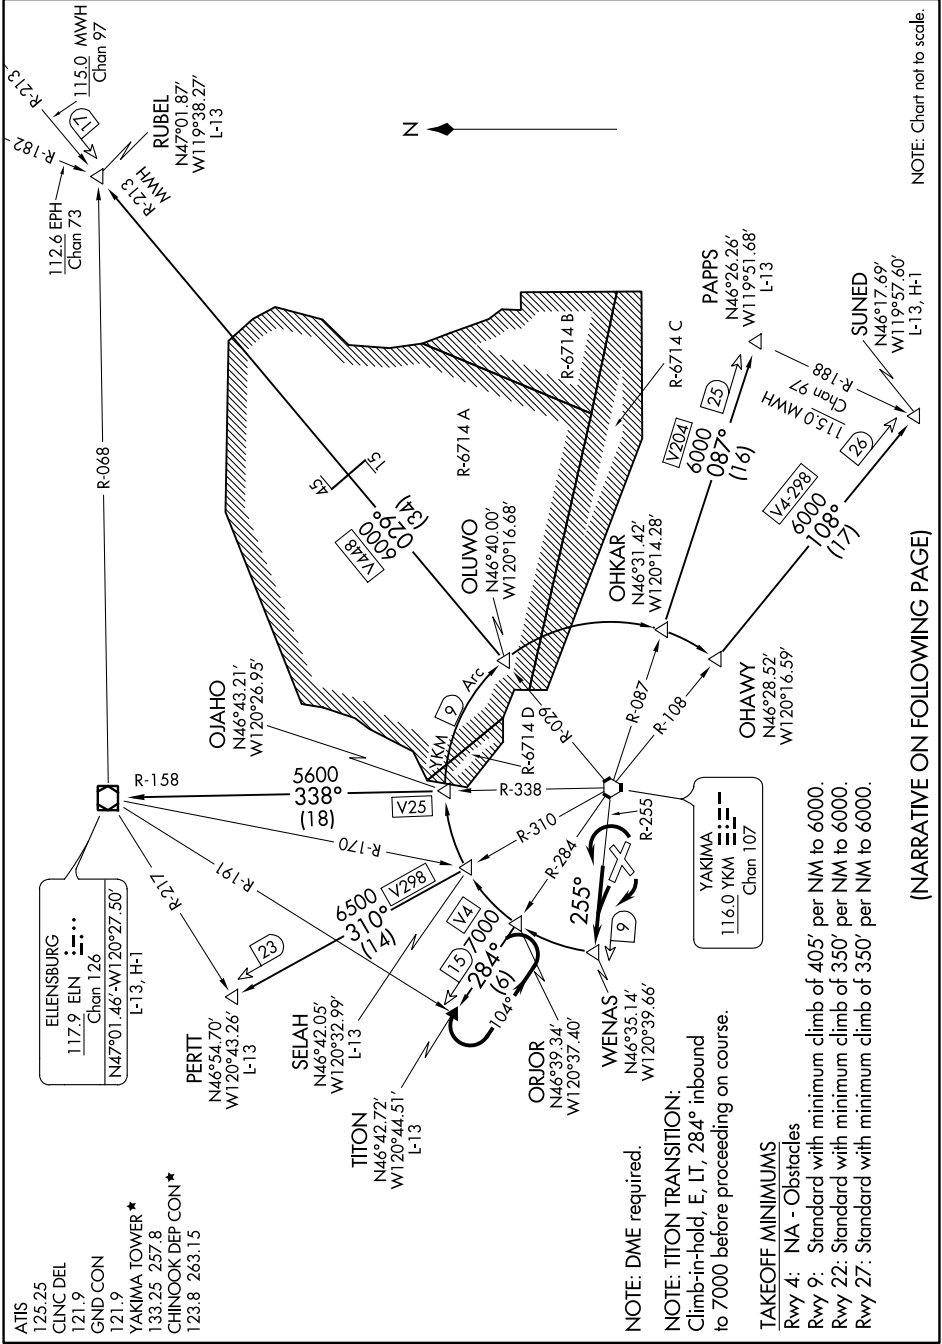 ATIS
125.25
CLNC DEL
121.9
GND CON
121.9
YAKIMA TOWER★
133.25 257.8
CHINOOK DEP CON★
123.8 263.15
ELLENSBURG
117.9 ELN
Chan 126
N47°01.46'-W120°27.50'
L-13, H-1
R-158
R-068
R-217
R-191
R-170
5600
338°
(18)
V25
112.6 EPH
Chan 73
R-182
R-213
115.0 MWH
Chan 97
17
RUBEL
N47°01.87'
W119°38.27'
L-13
R-213
MWH
N
PERTT
N46°54.70'
W120°43.26'
L-13
23
6500
310°
(14)
V298
SELAH
N46°42.05'
W120°32.99'
L-13
TITON
N46°42.72'
W120°44.51'
L-13
15
V4
7000
284°
(6)
104°
ORJOR
N46°39.34'
W120°37.40'
WENAS
N46°35.14'
W120°39.66'
9
255°
OJAHO
N46°43.21'
W120°26.95'
YKM
9
Arc
R-338
R-310
R-284
R-255
R-029
R-087
R-108
R-6714 A
R-6714 B
R-6714 C
R-6714 D
45
15
V448
6000
029°
(34)
OLUWO
N46°40.00'
W120°16.68'
OHKAR
N46°31.42'
W120°14.28'
OHAWY
N46°28.52'
W120°16.59'
YAKIMA
116.0 YKM
Chan 107
V204
6000
087°
(16)
25
PAPPS
N46°26.26'
W119°51.68'
L-13
R-188
115.0 MWH
Chan 97
V4-298
6000
108°
(17)
26
SUNED
N46°17.69'
W119°57.60'
L-13, H-1
NOTE: DME required.
NOTE: TITON TRANSITION:
Climb-in-hold, E, LT, 284° inbound
to 7000 before proceeding on course.
TAKEOFF MINIMUMS
Rwy 4: NA - Obstacles
Rwy 9: Standard with minimum climb of 405' per NM to 6000.
Rwy 22: Standard with minimum climb of 350' per NM to 6000.
Rwy 27: Standard with minimum climb of 350' per NM to 6000.
NOTE: Chart not to scale.
(NARRATIVE ON FOLLOWING PAGE)